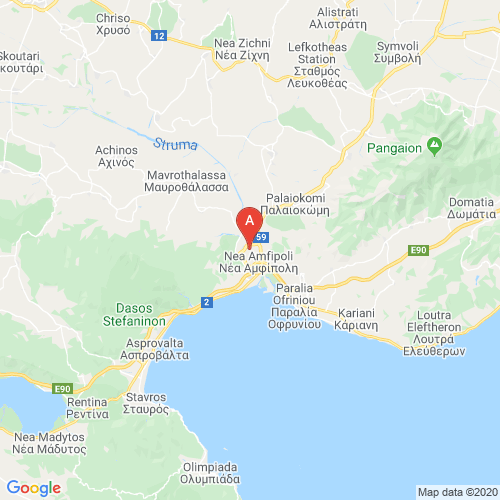 Chriso
Χρυσό
Alistrati
Αλιστράτη
12
Nea Zichni
Νέα Ζίχνη
Lefkotheas
Station
Σταθμός
Λευκοθέας
Symvoli
Συμβολή
Skoutari
κουτάρι
Struma
Pangaion
Achinos
Αχινός
Mavrothalassa
Μαυροθάλασσα
Palaiokomi
Παλαιοκώμη
Domatia
Δωμάτια
A
59
E90
Nea Amfipoli
Νέα Αμφίπολη
Dasos
Stefaninon
2
Paralia
Ofriniou
Παραλία
Οφρυνίου
Kariani
Κάριανη
Loutra
Eleftheron
Λουτρά
Ελευθερων
Asprovalta
Ασπροβάλτα
E90
Rentina
Ρεντινα
Stavros
Σταυρός
Nea Madytos
Νέα Μάδυτος
Olimpiada
Ολυμπιάδα
Google
Map data ©2020